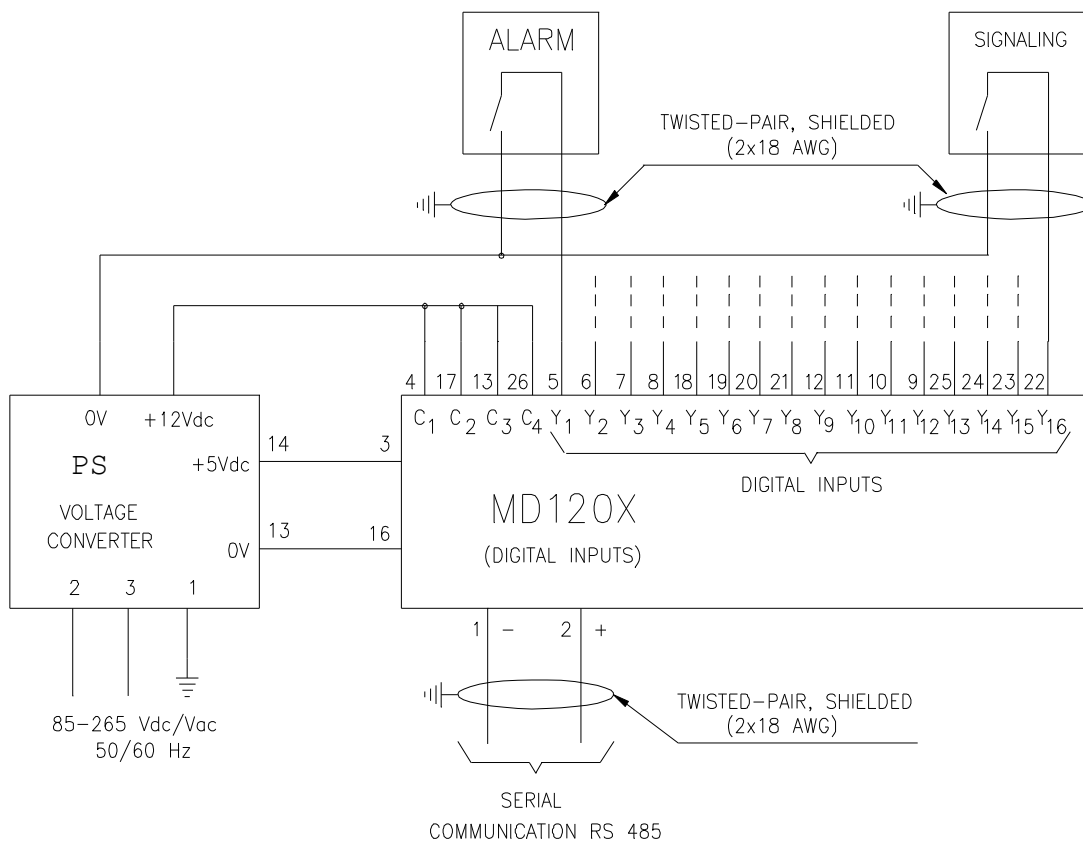 ALARM
SIGNALING
TWISTED-PAIR, SHIELDED
(2x18 AWG)
4 17 13 26 5 6 7 8 18 19 20 21 12 11 10 9 25 24 23 22
C1 C2 C3 C4 Y1 Y2 Y3 Y4 Y5 Y6 Y7 Y8 Y9 Y10 Y11 Y12 Y13 Y14 Y15 Y16
DIGITAL INPUTS
0V +12Vdc
PS
+5Vdc
14
3
VOLTAGE
CONVERTER
0V
13
16
2 3 1
MD120X
(DIGITAL INPUTS)
1 - 2 +
85-265 Vdc/Vac
50/60 Hz
TWISTED-PAIR, SHIELDED
(2x18 AWG)
SERIAL
COMMUNICATION RS 485